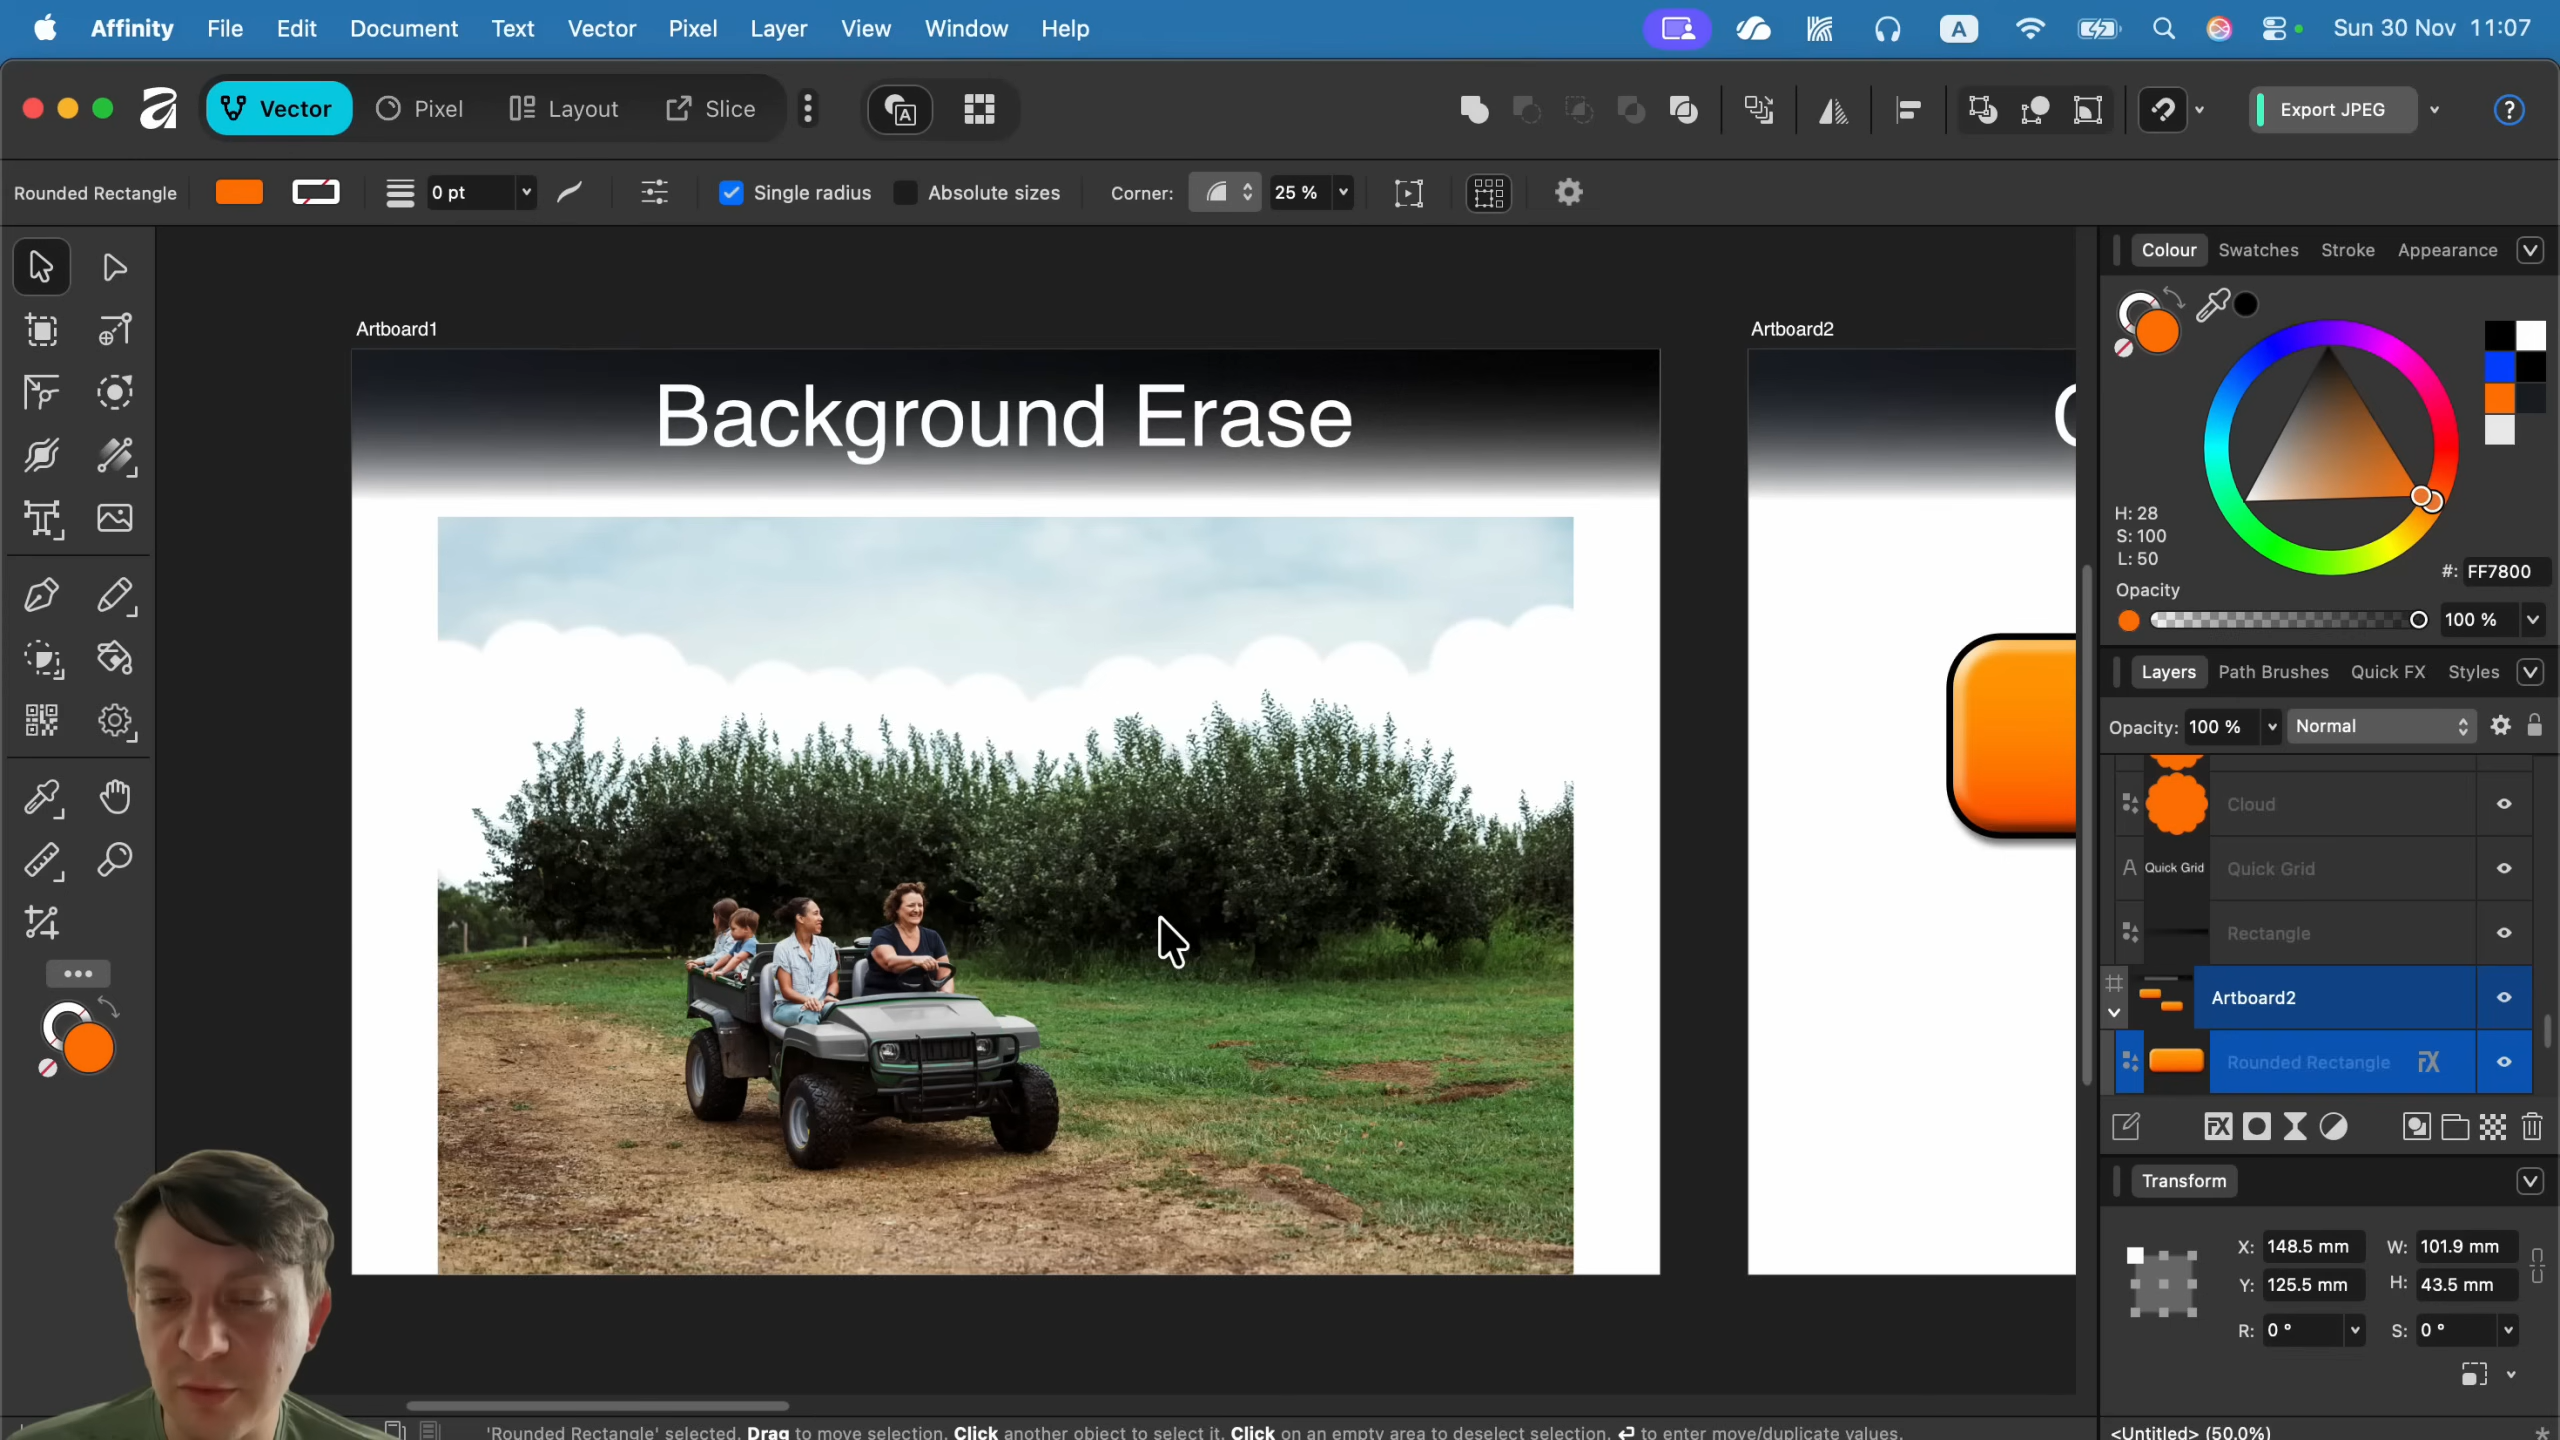 Affinity File Edit Document Text Vector Pixel Layer View Window Help
A Sun 30 Nov 11:07
Vector Pixel Layout Slice
Export JPEG
?
Rounded Rectangle 0 pt Single radius Absolute sizes Corner: 25 %
Colour Swatches Stroke Appearance
Artboard1
Artboard2
Background Erase
H: 28
S: 100
L: 50
#: FF7800
Opacity
100 %
Layers Path Brushes Quick FX Styles
Opacity: 100 % Normal
Cloud
A Quick Grid Quick Grid
Rectangle
Artboard2
Rounded Rectangle FX
Transform
X: 148.5 mm W: 101.9 mm
Y: 125.5 mm H: 43.5 mm
R: 0 ° S: 0 °
'Rounded Rectangle' selected. Drag to move selection. Click another object to select it. Click on an empty area to deselect selection. ↩ to enter move/duplicate values.
<Untitled> (50.0%) *